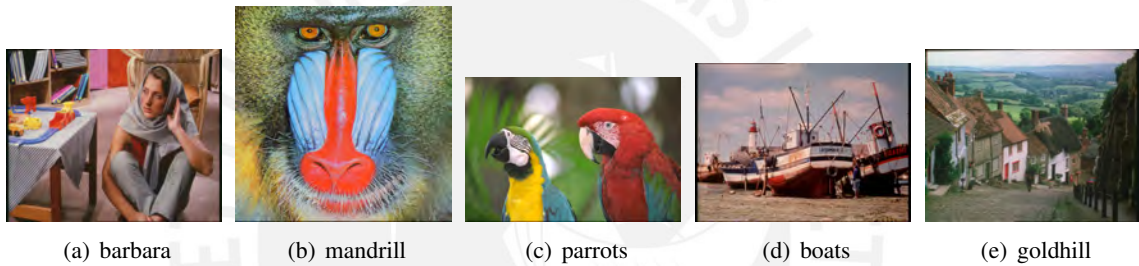 (a) barbara
(b) mandrill
(c) parrots
(d) boats
(e) goldhill